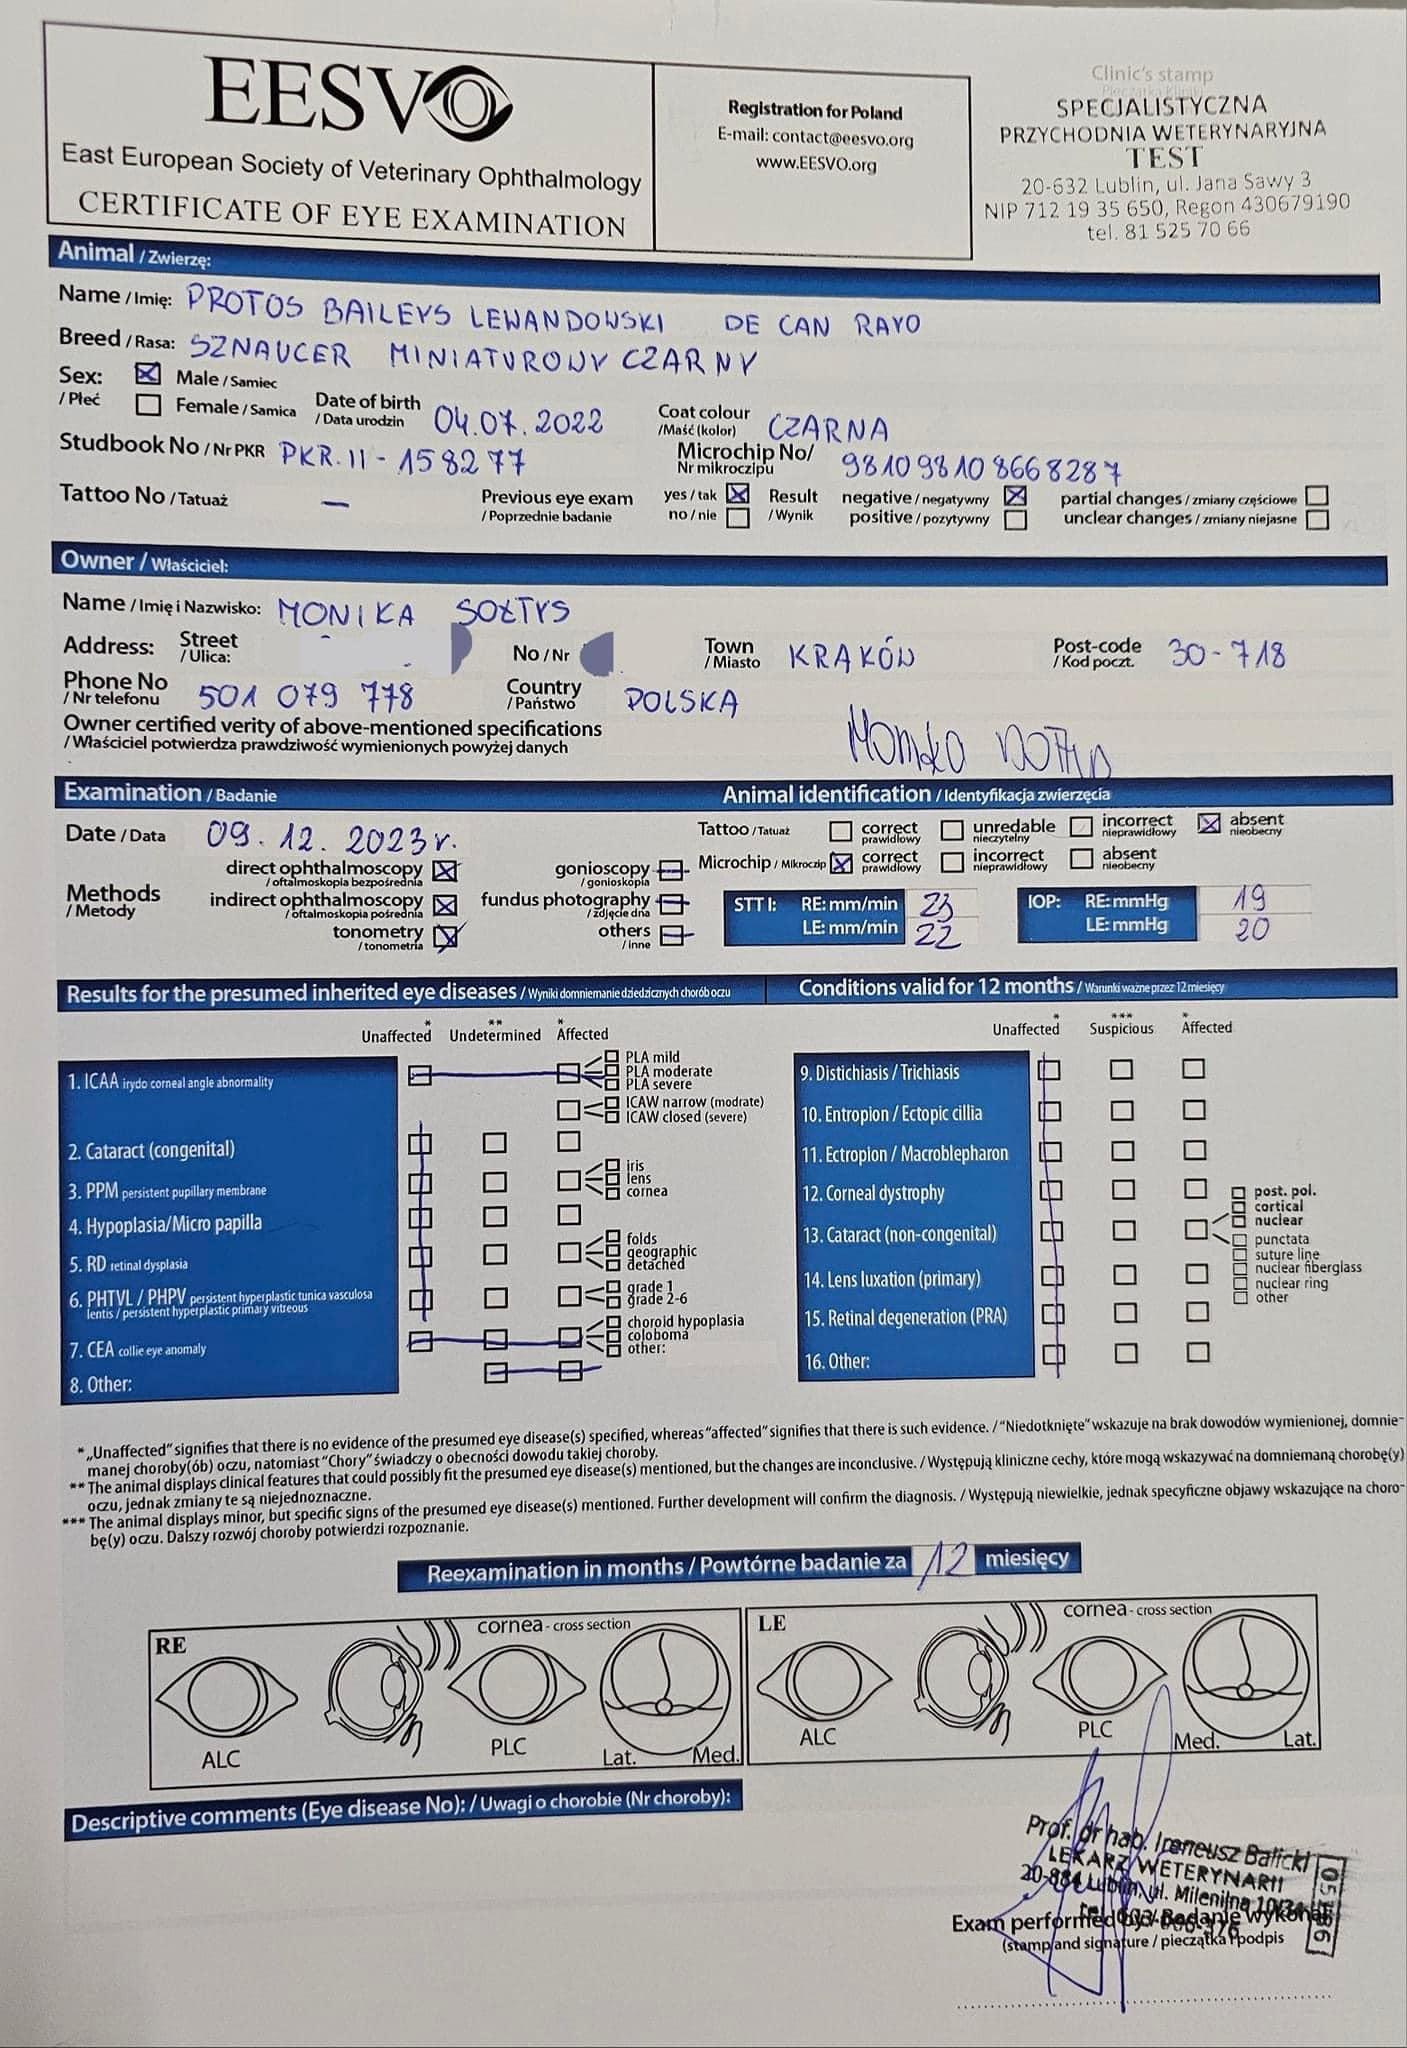 EESVO
East European Society of Veterinary Ophthalmology
CERTIFICATE OF EYE EXAMINATION
Registration for Poland
E-mail: contact@eesvo.org
www.EESVO.org
Clinic's stamp
Pieczątka Kliniki
SPECJALISTYCZNA
PRZYCHODNIA WETERYNARYJNA
TEST
20-632 Lublin, ul. Jana Sawy 3
NIP 712 19 35 650, Regon 430679190
tel. 81 525 70 66
Animal / Zwierzę:
Name / Imię: PROTOS BAILEYS LEWANDOWSKI DE CAN RAYO
Breed / Rasa: SZNAUCER MINIATUROWY CZARNY
Sex: / Płeć Male / Samiec
Female / Samica
Date of birth / Data urodzin 04.07.2022
Coat colour / Maść (kolor) CZARNA
Studbook No / Nr PKR PKR.II - 158277
Microchip No/ Nr mikroczipu 981098108668287
Tattoo No / Tatuaż —
Previous eye exam / Poprzednie badanie
yes / tak
no / nie
Result / Wynik
negative / negatywny
positive / pozytywny
partial changes / zmiany częściowe
unclear changes / zmiany niejasne
Owner / Właściciel:
Name / Imię i Nazwisko: MONIKA SOŁTYS
Address: Street / Ulica:
No / Nr
Town / Miasto KRAKÓW
Post-code / Kod poczt. 30-718
Phone No / Nr telefonu 501 079 778
Country / Państwo POLSKA
Owner certified verity of above-mentioned specifications
/ Właściciel potwierdza prawdziwość wymienionych powyżej danych
Examination / Badanie
Animal identification / Identyfikacja zwierzęcia
Date / Data 09.12.2023r.
Tattoo / Tatuaż
correct prawidłowy
unredable nieczytelny
incorrect nieprawidłowy
absent nieobecny
Microchip / Mikroczip
correct prawidłowy
incorrect nieprawidłowy
absent nieobecny
Methods / Metody
direct ophthalmoscopy / oftalmoskopia bezpośrednia
indirect ophthalmoscopy / oftalmoskopia pośrednia
tonometry / tonometria
gonioscopy / gonioskopia
fundus photography / zdjęcie dna
others / inne
STT I: RE: mm/min 23
LE: mm/min 22
IOP: RE: mmHg 19
LE: mmHg 20
Results for the presumed inherited eye diseases / Wyniki domniemanie dziedzicznych chorób oczu
Conditions valid for 12 months / Warunki ważne przez 12 miesięcy
Unaffected * Undetermined ** Affected *
1. ICAA irydo corneal angle abnormality
PLA mild
PLA moderate
PLA severe
ICAW narrow (modrate)
ICAW closed (severe)
2. Cataract (congenital)
3. PPM persistent pupillary membrane
iris
lens
cornea
4. Hypoplasia/Micro papilla
5. RD retinal dysplasia
folds
geographic
detached
6. PHTVL / PHPV persistent hyperplastic tunica vasculosa
lentis / persistent hyperplastic primary vitreous
grade 1
grade 2-6
7. CEA collie eye anomaly
choroid hypoplasia
coloboma
other:
8. Other:
Unaffected * Suspicious *** Affected *
9. Distichiasis / Trichiasis
10. Entropion / Ectopic cillia
11. Ectropion / Macroblepharon
12. Corneal dystrophy
13. Cataract (non-congenital)
post. pol.
cortical
nuclear
punctata
suture line
nuclear fiberglass
nuclear ring
other
14. Lens luxation (primary)
15. Retinal degeneration (PRA)
16. Other:
* „Unaffected" signifies that there is no evidence of the presumed eye disease(s) specified, whereas "affected" signifies that there is such evidence. / "Niedotknięte" wskazuje na brak dowodów wymienionej, domnie-
manej choroby(ób) oczu, natomiast "Chory" świadczy o obecności dowodu takiej choroby.
** The animal displays clinical features that could possibly fit the presumed eye disease(s) mentioned, but the changes are inconclusive. / Występują kliniczne cechy, które mogą wskazywać na domniemaną chorobę(y)
oczu, jednak zmiany te są niejednoznaczne.
*** The animal displays minor, but specific signs of the presumed eye disease(s) mentioned. Further development will confirm the diagnosis. / Występują niewielkie, jednak specyficzne objawy wskazujące na choro-
bę(y) oczu. Dalszy rozwój choroby potwierdzi rozpoznanie.
Reexamination in months / Powtórne badanie za 12 miesięcy
RE
cornea - cross section
ALC
PLC
Lat.
Med.
LE
cornea - cross section
ALC
PLC
Med.
Lat.
Descriptive comments (Eye disease No): / Uwagi o chorobie (Nr choroby):
Prof. dr hab. Ireneusz Balicki
LEKARZ WETERYNARII
20-884 Lublin, ul. Milenijna
Exam performed by / Badanie wykonał
(stamp and signature / pieczątka i podpis